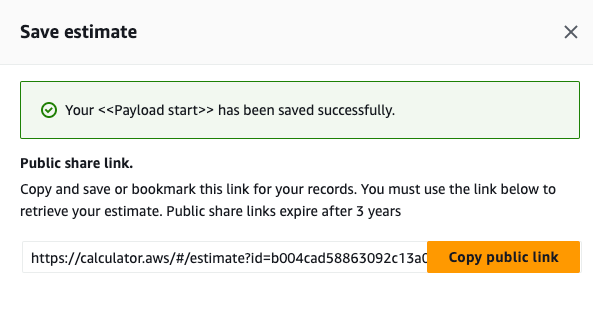 Save estimate
Your <<Payload start>> has been saved successfully.
Public share link.
Copy and save or bookmark this link for your records. You must use the link below to
retrieve your estimate. Public share links expire after 3 years
https://calculator.aws/#/estimate?id=b004cad58863092c13a0
Copy public link